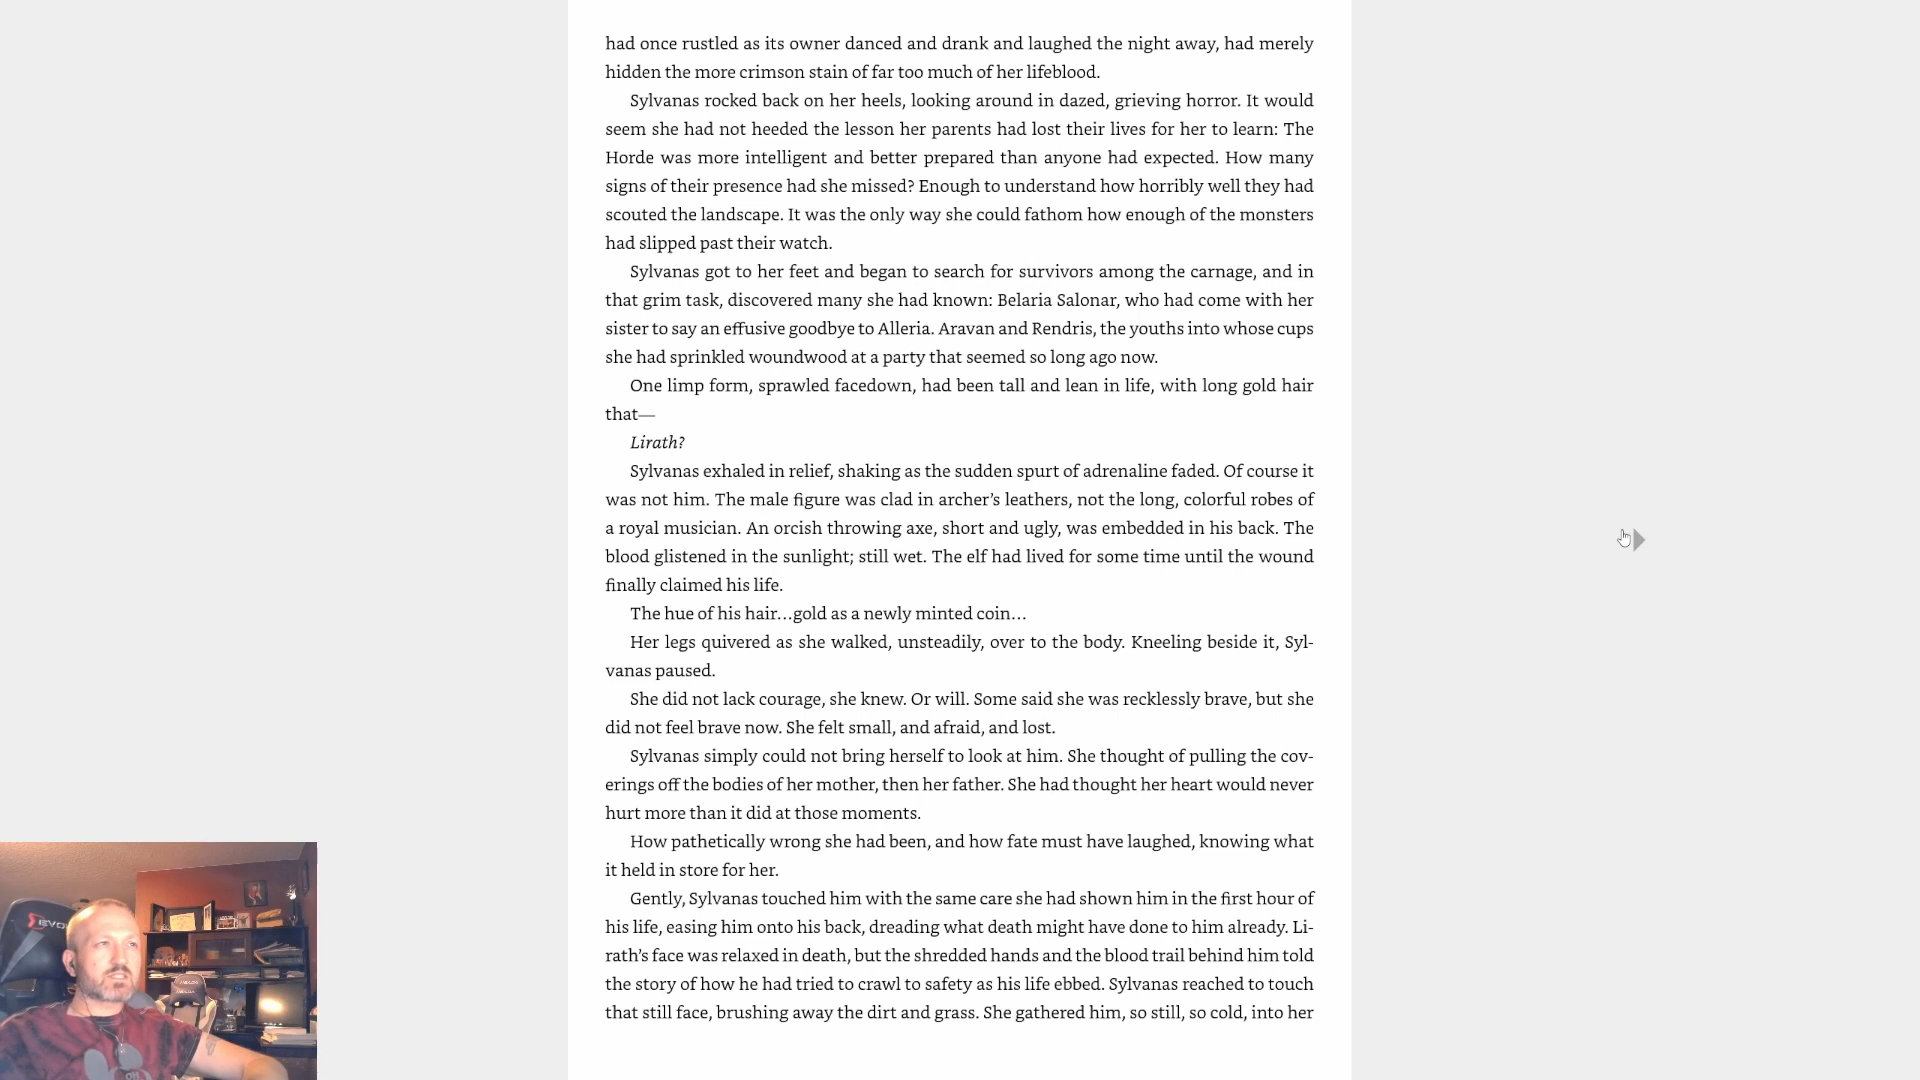 had once rustled as its owner danced and drank and laughed the night away, had merely
hidden the more crimson stain of far too much of her lifeblood.
Sylvanas rocked back on her heels, looking around in dazed, grieving horror. It would
seem she had not heeded the lesson her parents had lost their lives for her to learn: The
Horde was more intelligent and better prepared than anyone had expected. How many
signs of their presence had she missed? Enough to understand how horribly well they had
scouted the landscape. It was the only way she could fathom how enough of the monsters
had slipped past their watch.
Sylvanas got to her feet and began to search for survivors among the carnage, and in
that grim task, discovered many she had known: Belaria Salonar, who had come with her
sister to say an effusive goodbye to Alleria. Aravan and Rendris, the youths into whose cups
she had sprinkled woundwood at a party that seemed so long ago now.
One limp form, sprawled facedown, had been tall and lean in life, with long gold hair
that—
Lirath?
Sylvanas exhaled in relief, shaking as the sudden spurt of adrenaline faded. Of course it
was not him. The male figure was clad in archer’s leathers, not the long, colorful robes of
a royal musician. An orcish throwing axe, short and ugly, was embedded in his back. The
blood glistened in the sunlight; still wet. The elf had lived for some time until the wound
finally claimed his life.
The hue of his hair…gold as a newly minted coin…
Her legs quivered as she walked, unsteadily, over to the body. Kneeling beside it, Syl-
vanas paused.
She did not lack courage, she knew. Or will. Some said she was recklessly brave, but she
did not feel brave now. She felt small, and afraid, and lost.
Sylvanas simply could not bring herself to look at him. She thought of pulling the cov-
erings off the bodies of her mother, then her father. She had thought her heart would never
hurt more than it did at those moments.
How pathetically wrong she had been, and how fate must have laughed, knowing what
it held in store for her.
Gently, Sylvanas touched him with the same care she had shown him in the first hour of
his life, easing him onto his back, dreading what death might have done to him already. Li-
rath’s face was relaxed in death, but the shredded hands and the blood trail behind him told
the story of how he had tried to crawl to safety as his life ebbed. Sylvanas reached to touch
that still face, brushing away the dirt and grass. She gathered him, so still, so cold, into her